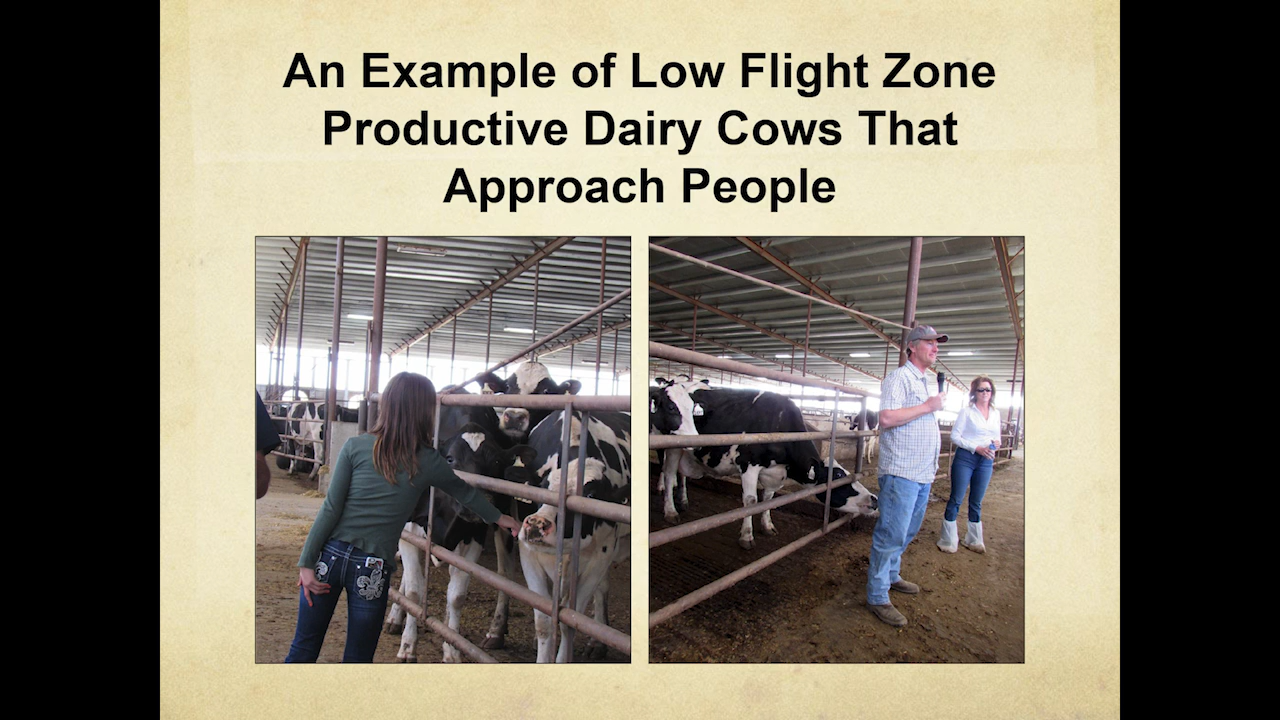 An Example of Low Flight Zone
Productive Dairy Cows That
Approach People